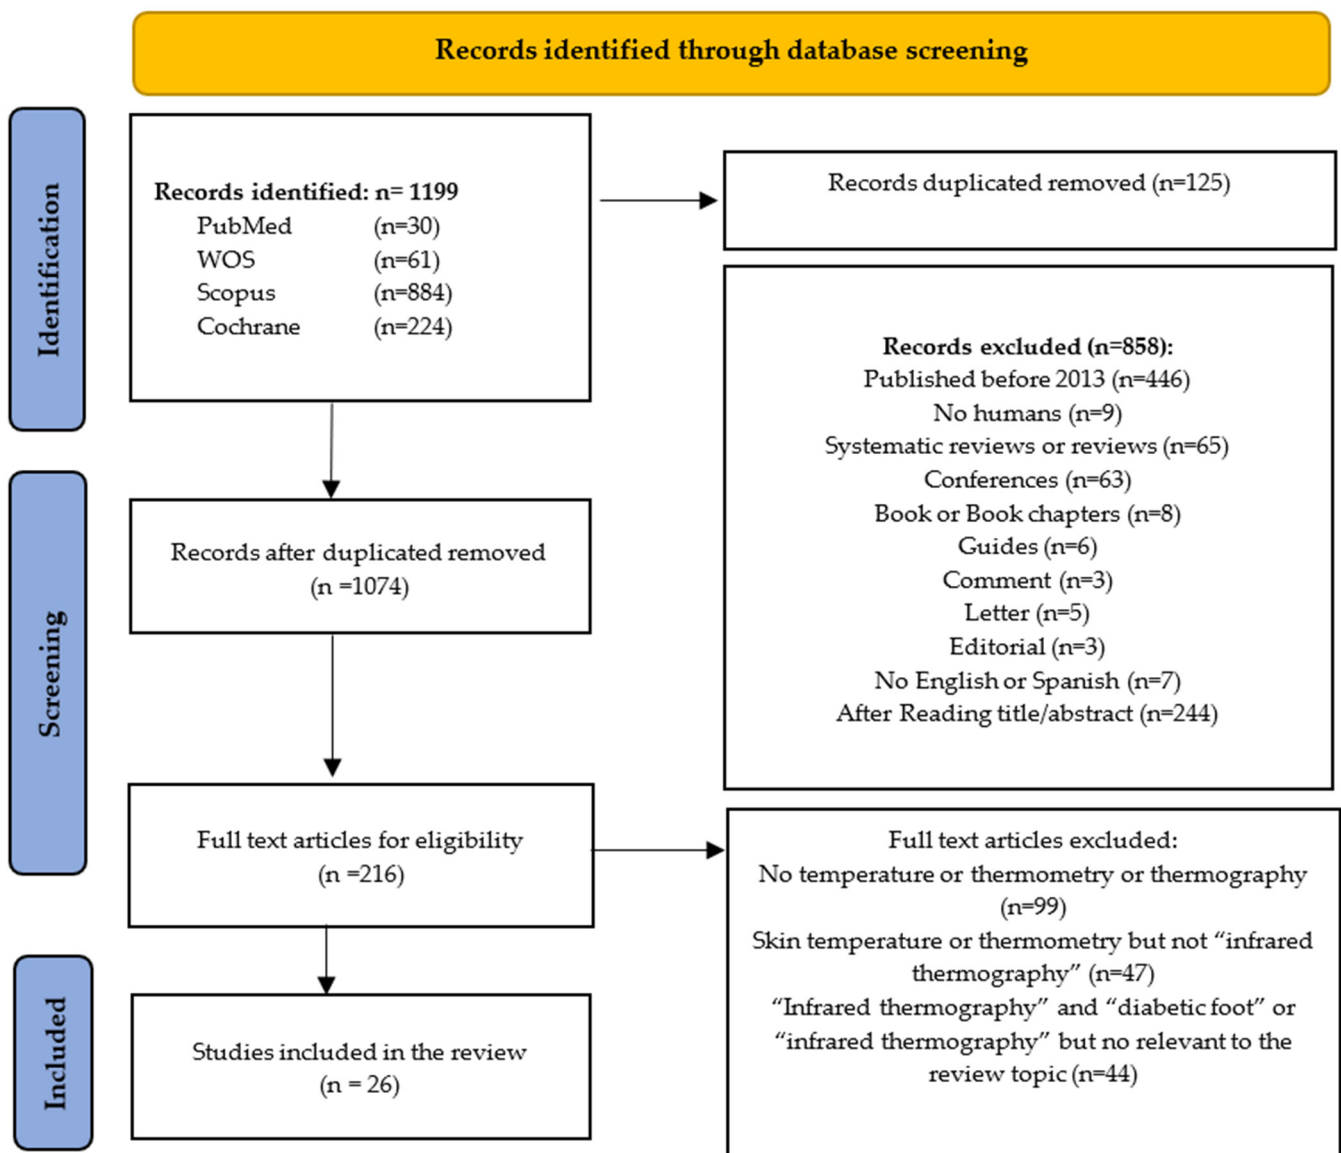 Records identified through database screening
Identification
Records identified: n= 1199
PubMed (n=30)
WOS (n=61)
Scopus (n=884)
Cochrane (n=224)
Records duplicated removed (n=125)
Records excluded (n=858):
Published before 2013 (n=446)
No humans (n=9)
Systematic reviews or reviews (n=65)
Conferences (n=63)
Book or Book chapters (n=8)
Guides (n=6)
Comment (n=3)
Letter (n=5)
Editorial (n=3)
No English or Spanish (n=7)
After Reading title/abstract (n=244)
Screening
Records after duplicated removed
(n =1074)
Full text articles for eligibility
(n =216)
Full text articles excluded:
No temperature or thermometry or thermography
(n=99)
Skin temperature or thermometry but not “infrared
thermography” (n=47)
“Infrared thermography” and “diabetic foot” or
“infrared thermography” but no relevant to the
review topic (n=44)
Included
Studies included in the review
(n = 26)